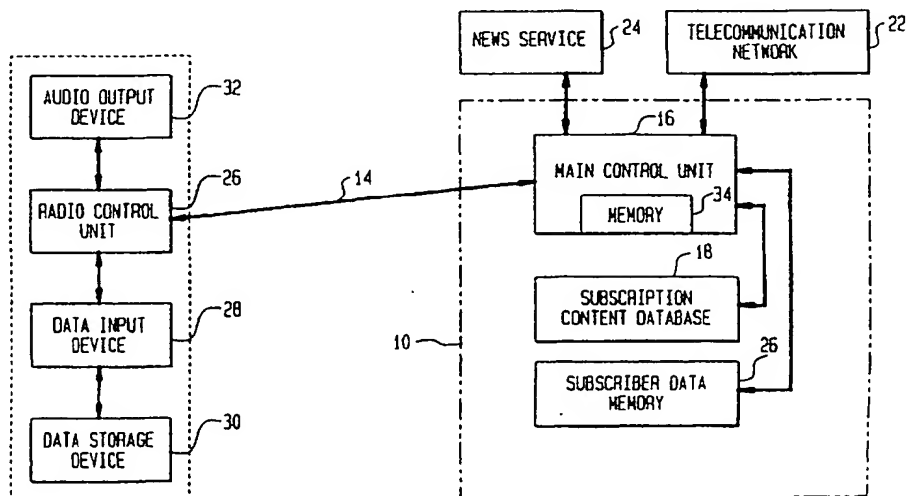 NEWS SERVICE
24
TELECOMMUNICATION
NETWORK
22
AUDIO OUTPUT
DEVICE
32
16
MAIN CONTROL UNIT
MEMORY
34
14
26
RADIO CONTROL
UNIT
18
SUBSCRIPTION
CONTENT DATABASE
28
DATA INPUT
DEVICE
10
26
SUBSCRIBER DATA
MEMORY
30
DATA STORAGE
DEVICE